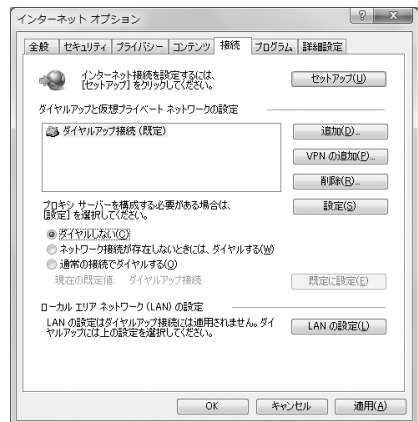 インターネット オプション
全般 セキュリティ プライバシー コンテンツ 接続 プログラム 詳細設定
インターネット接続を設定するには、
[セットアップ] をクリックしてください。
セットアップ(U)
ダイヤルアップと仮想プライベート ネットワークの設定
ダイヤルアップ接続 (既定)
追加(D)...
VPN の追加(P)...
削除(R)...
プロキシ サーバーを構成する必要がある場合は、
[設定] を選択してください。
設定(S)
ダイヤルしない(C)
ネットワーク接続が存在しないときには、ダイヤルする(W)
通常の接続でダイヤルする(O)
現在の既定値: ダイヤルアップ接続
既定に設定(E)
ローカル エリア ネットワーク (LAN) の設定
LAN の設定はダイヤルアップ接続には適用されません。ダイ
ヤルアップには上の設定を選択してください。
LAN の設定(L)
OK キャンセル 適用(A)